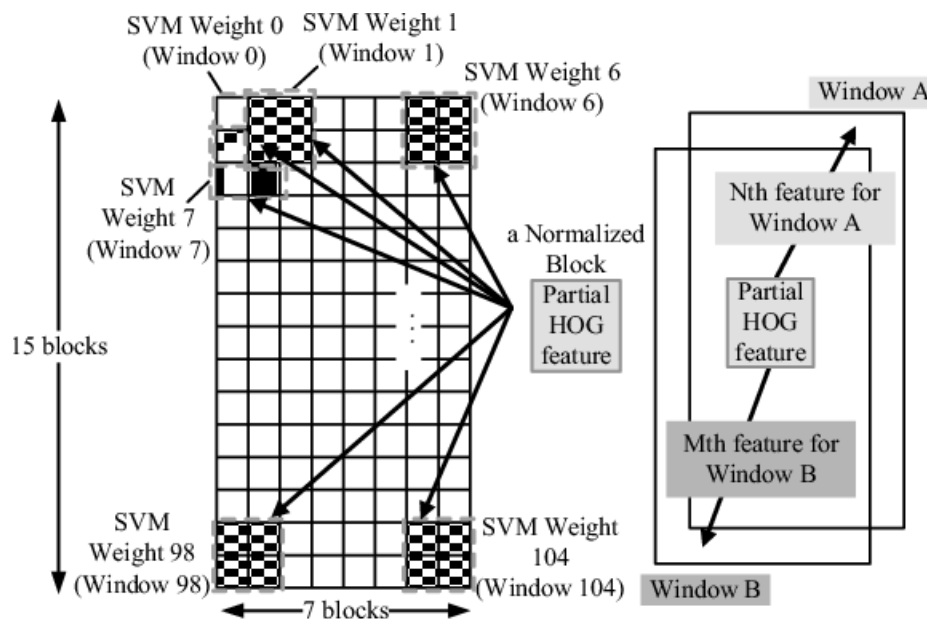 SVM Weight 0
(Window 0)
SVM Weight 1
(Window 1)
SVM Weight 6
(Window 6)
SVM
Weight 7
(Window 7)
15 blocks
a Normalized
Block
Partial
HOG
feature
SVM
Weight 98
(Window 98)
SVM Weight
104
(Window 104)
7 blocks
Window A
Nth feature for
Window A
Partial
HOG
feature
Mth feature for
Window B
Window B